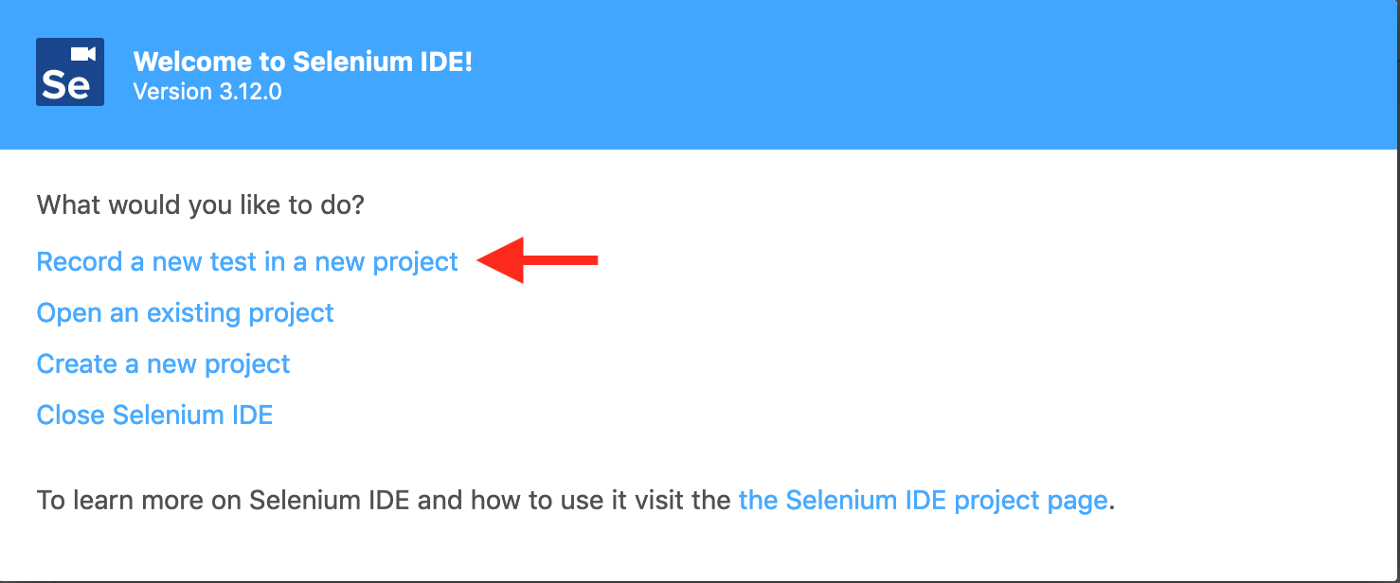 Se
Welcome to Selenium IDE!
Version 3.12.0
What would you like to do?
Record a new test in a new project
Open an existing project
Create a new project
Close Selenium IDE
To learn more on Selenium IDE and how to use it visit the the Selenium IDE project page.